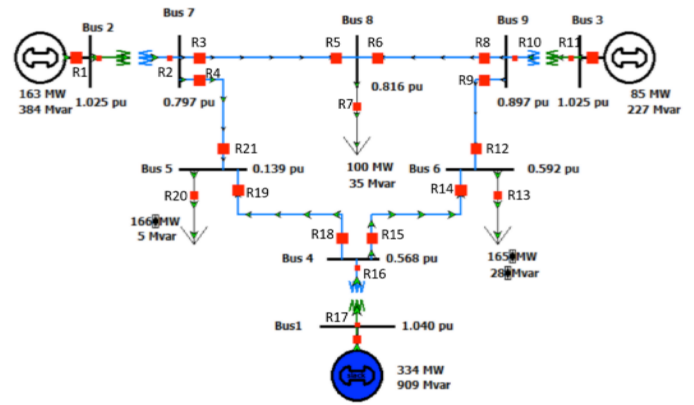 Bus 2
Bus 7
Bus 8
Bus 9
Bus 3
R1
R2
R3
R4
R5
R6
R8
R10
R11
R9
R7
163 MW
384 Mvar
1.025 pu
0.797 pu
0.816 pu
0.897 pu
1.025 pu
85 MW
227 Mvar
R21
R12
100 MW
35 Mvar
Bus 5
0.139 pu
Bus 6
0.592 pu
R20
R19
R14
R13
166 MW
5 Mvar
R18
R15
165 MW
28 Mvar
Bus 4
0.568 pu
R16
R17
Bus1
1.040 pu
334 MW
909 Mvar